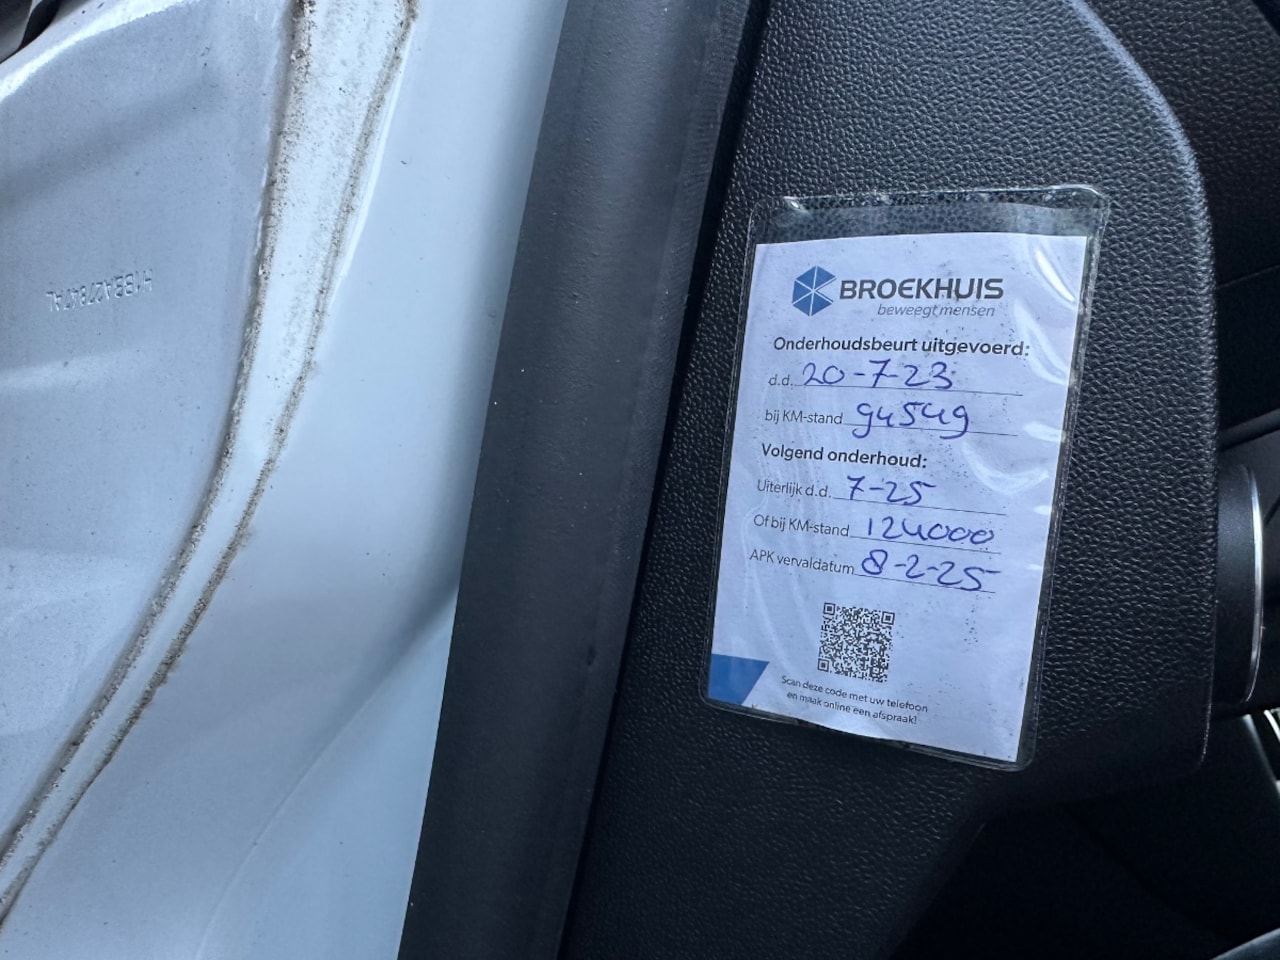 BROEKHUIS
beweegt mensen
Onderhoudsbeurt uitgevoerd:
d.d. 20-7-23
bij KM-stand 94549
Volgend onderhoud:
Uiterlijk d.d. 7-25
Of bij KM-stand 124000
APK vervaldatum 8-2-25
Scan deze code met uw telefoon
en maak online een afspraak!